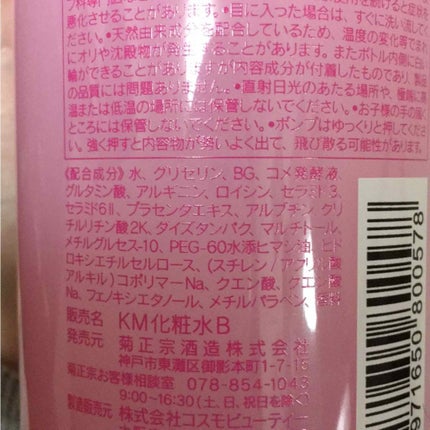 悪化させることがあります。●目に入った場合は、すぐに洗い流して
ください。●天然由来成分を配合しているため、温度の変化等でまれ
にオリや沈殿物が発生することがあります。またボトル内側に白い
輪ができることがありますが内容成分が付着したものであり、製品
の品質には問題ありません。●直射日光のあたる場所や、極端に高
温または低温の場所には保管しないでください。●お子様の手の届く
ところには保管しないでください。●ポンプはゆっくりと押してくだ
さい。強く押すと内容物が勢いよく出て、飛び散る可能性があります。
《配合成分》水、グリセリン、BG、コメ発酵液、
グルタミン酸、アルギニン、ロイシン、セラミド3、
セラミド6Ⅱ、プラセンタエキス、アルブチン、グリ
チルリチン酸2K、ダイズタンパク、マルチトール、
メチルグルセス-10、PEG-60水添ヒマシ油、ヒド
ロキシエチルセルロース、(スチレン/アクリル酸
アルキル)コポリマーNa、クエン酸、クエン酸
Na、フェノキシエタノール、メチルパラベン、香料
販売名 KM化粧水B
発売元 菊正宗酒造株式会社
神戸市東灘区御影本町1-7-15
菊正宗お客様相談室 078-854-1043
9:00〜16:30(土、日、祝日を除く)
製造販売元 株式会社コスモビューティー
971650800578